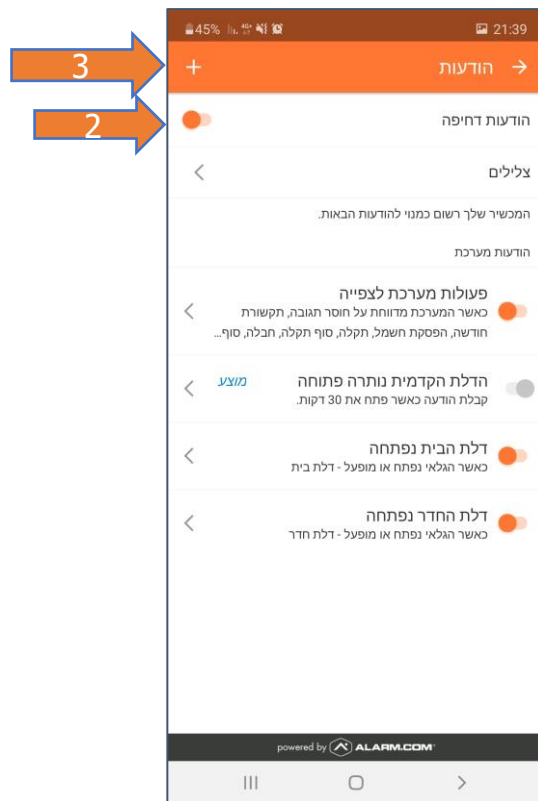 45% 4G+ 21:39
3
הודעות
2
הודעות דחיפה
צלילים
המכשיר שלך רשום כמנוי להודעות הבאות.
הודעות מערכת
פעולות מערכת לצפייה
כאשר המערכת מדווחת על חוסר תגובה, תקשורת
חודשה, הפסקת חשמל, תקלה, סוף תקלה, חבלה, סוף...
הדלת הקדמית נותרה פתוחה מוצע
קבלת הודעה כאשר פתח את 30 דקות.
דלת הבית נפתחה
כאשר הגלאי נפתח או מופעל - דלת בית
דלת החדר נפתחה
כאשר הגלאי נפתח או מופעל - דלת חדר
powered by ALARM.COM